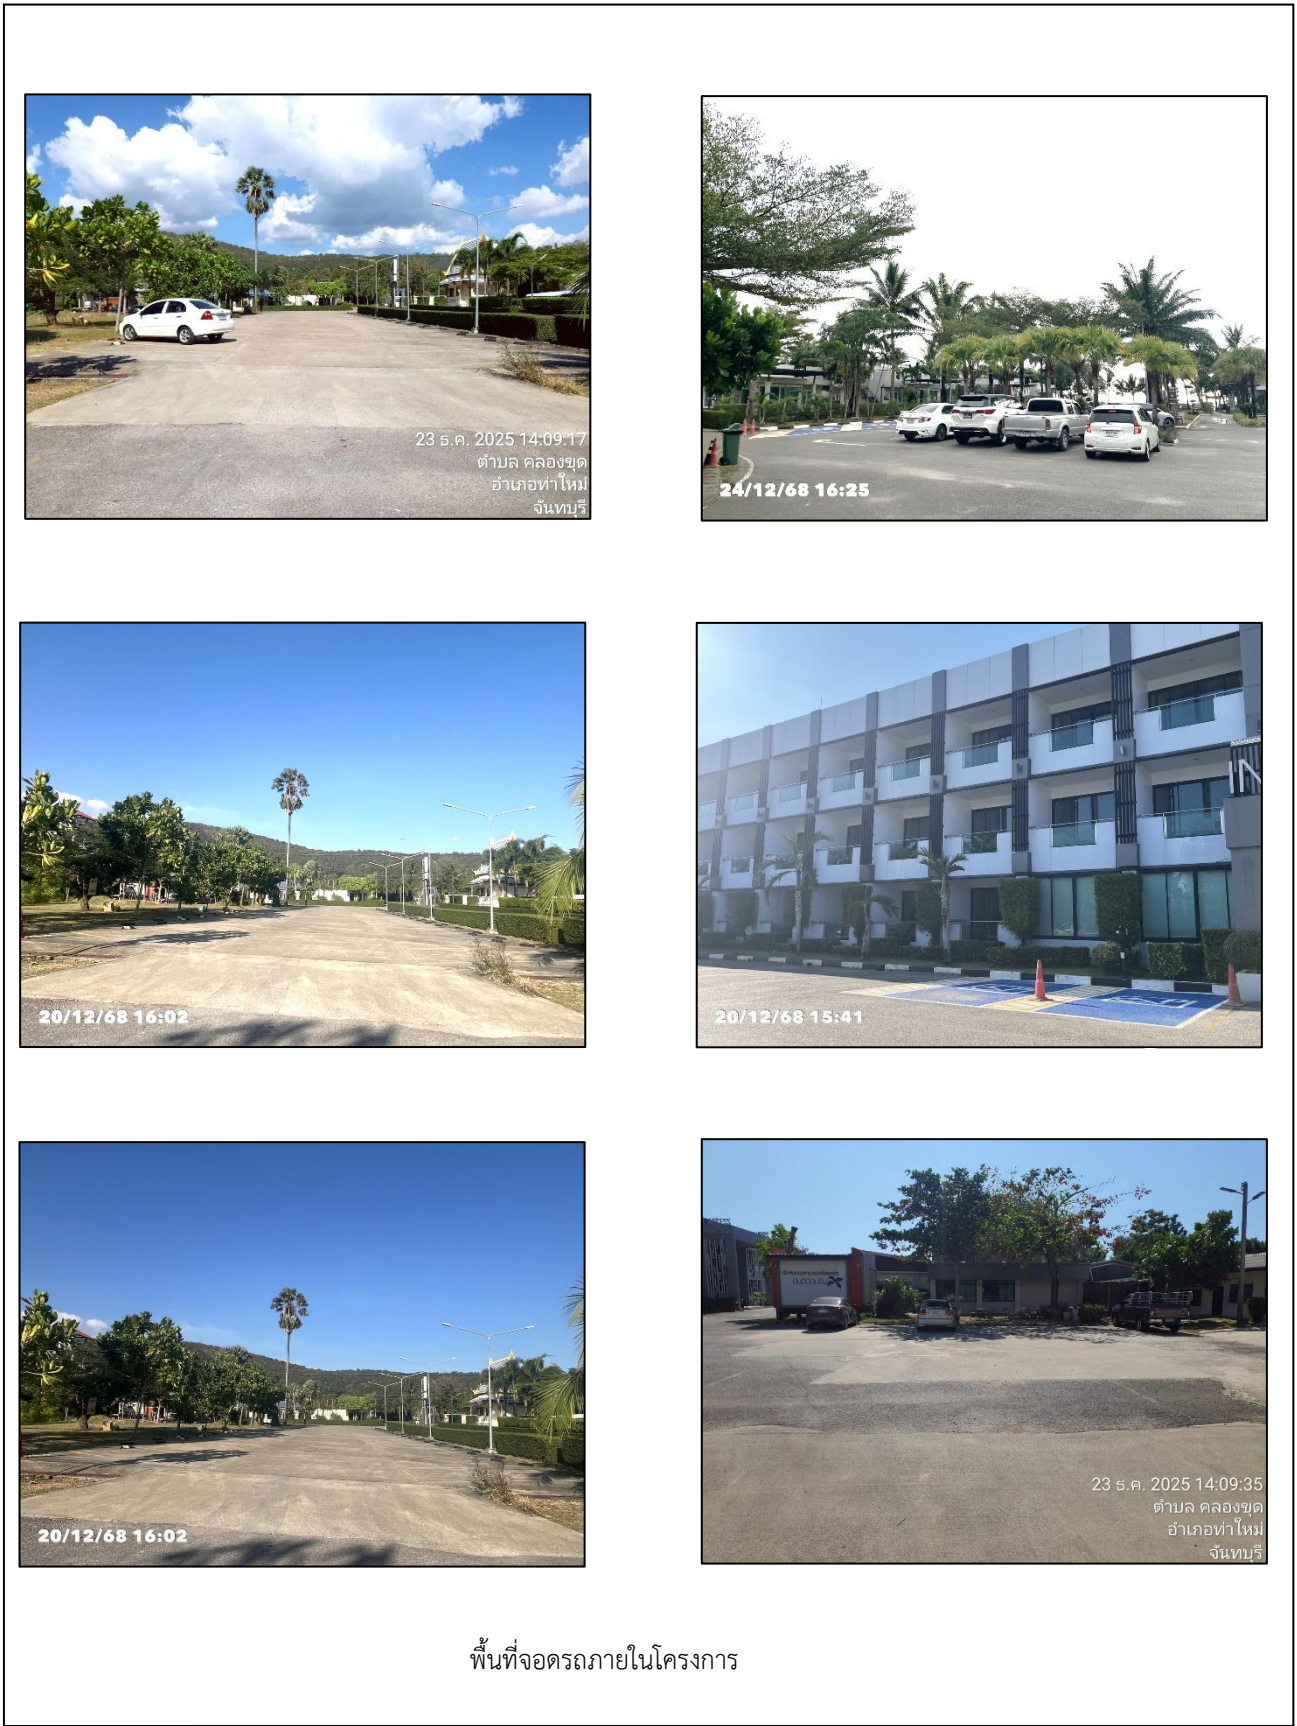 23 ธ.ค. 2025 14:09:17
ตำบล คลองขุด
อำเภอท่าใหม่
จันทบุรี
24/12/68 16:25
20/12/68 16:02
IN
20/12/68 15:41
20/12/68 16:02
23 ธ.ค. 2025 14:09:35
ตำบล คลองขุด
อำเภอท่าใหม่
จันทบุรี
พื้นที่จอดรถภายในโครงการ